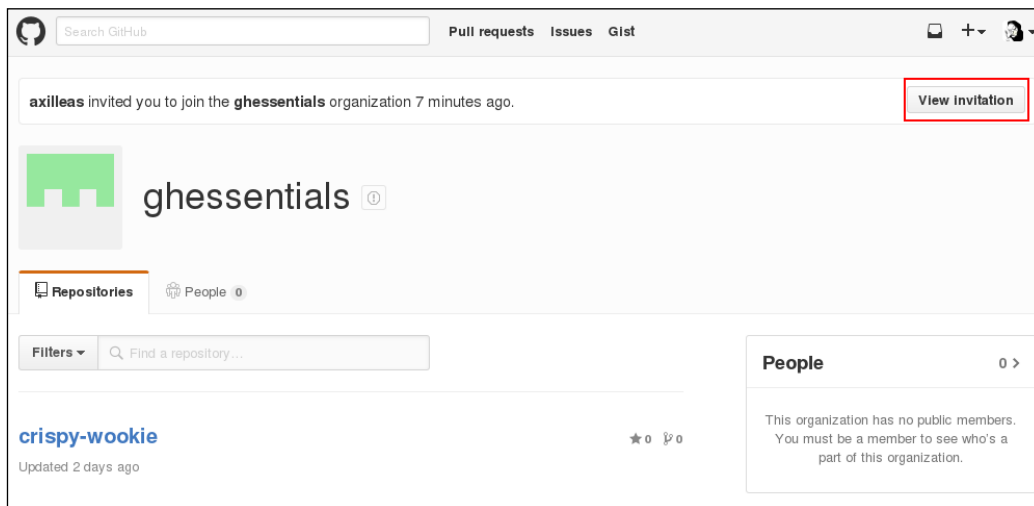 Search GitHub Pull requests Issues Gist
axilleas invited you to join the ghessentials organization 7 minutes ago. View invitation
ghessentials
Repositories People 0
Filters Find a repository...
People 0
This organization has no public members.
You must be a member to see who's a
part of this organization.
crispy-wookie 0 0
Updated 2 days ago